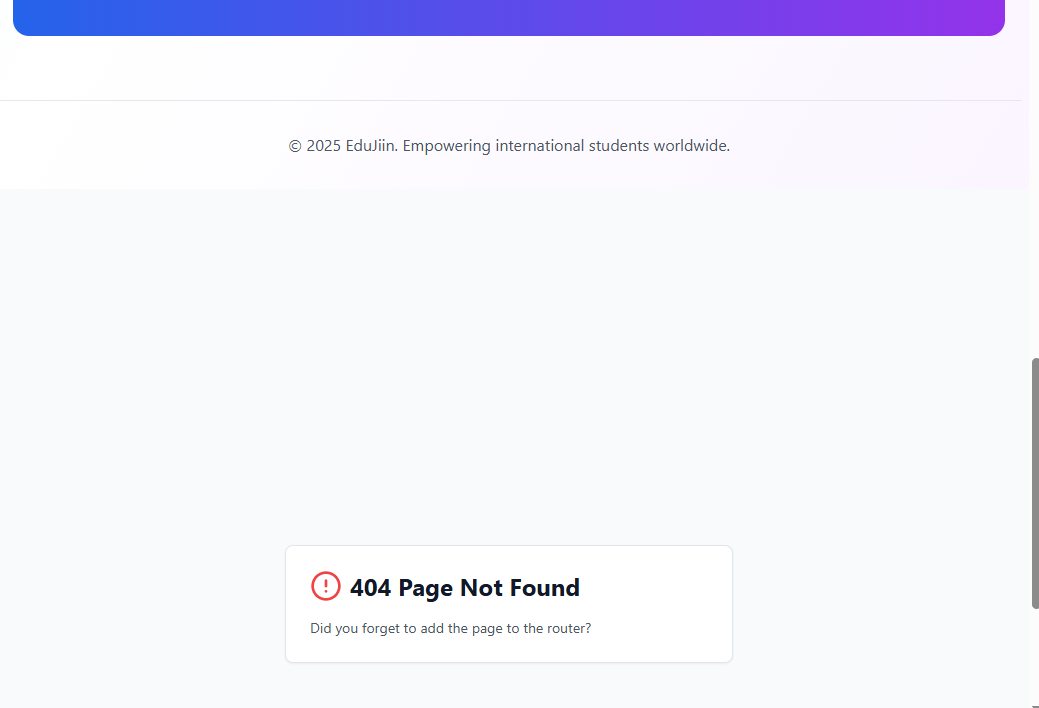 © 2025 EduJiin. Empowering international students worldwide.
404 Page Not Found
Did you forget to add the page to the router?